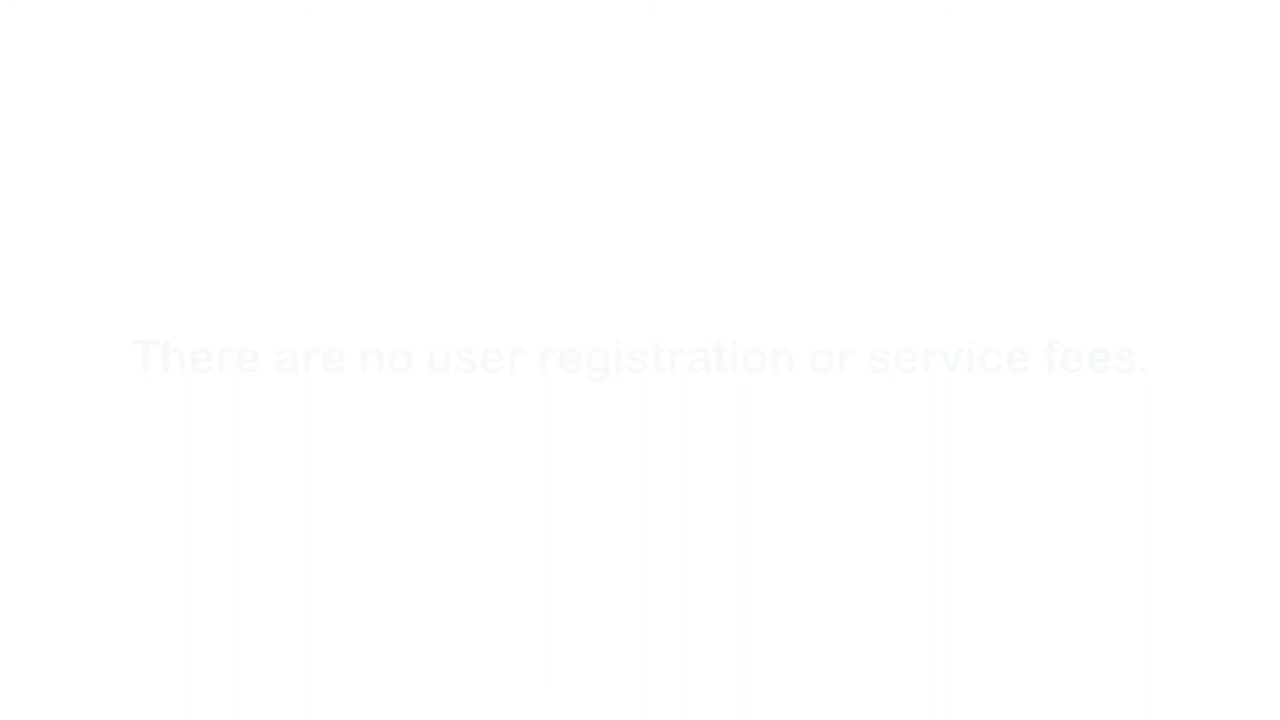 There are no user registration or service fees.